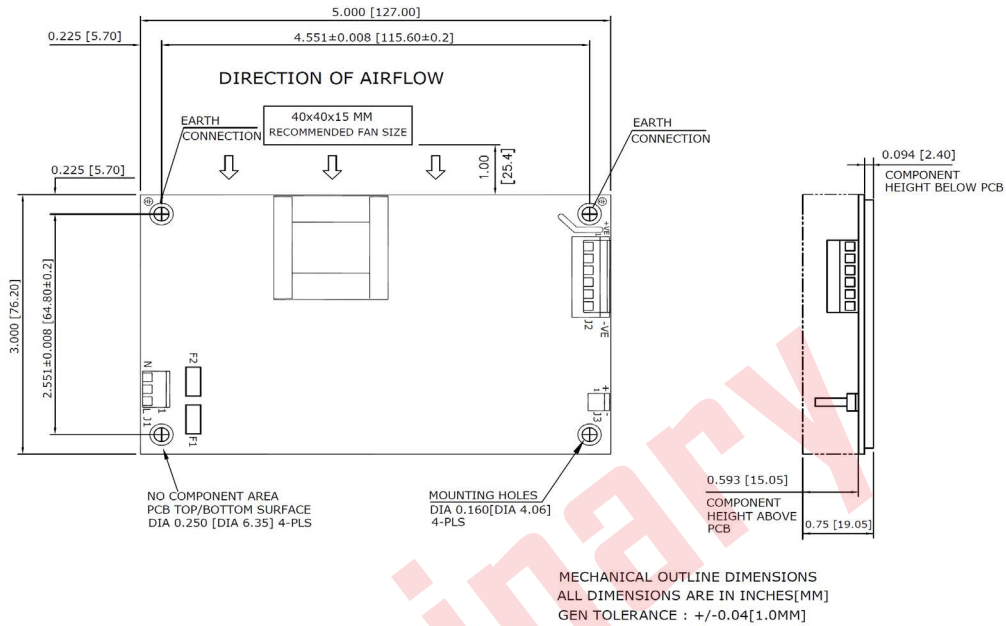 5.000 [127.00]
0.225 [5.70]
4.551±0.008 [115.60±0.2]
DIRECTION OF AIRFLOW
40x40x15 MM
RECOMMENDED FAN SIZE
EARTH
CONNECTION
EARTH
CONNECTION
1.00
[25.4]
0.225 [5.70]
0.094 [2.40]
COMPONENT
HEIGHT BELOW PCB
3.000 [76.20]
2.551±0.008 [64.80±0.2]
+VE
1
J2
-VE
N
L
J1
1
F2
F1
+
1
-
J3
NO COMPONENT AREA
PCB TOP/BOTTOM SURFACE
DIA 0.250 [DIA 6.35] 4-PLS
MOUNTING HOLES
DIA 0.160[DIA 4.06]
4-PLS
0.593 [15.05]
COMPONENT
HEIGHT ABOVE
PCB
0.75 [19.05]
MECHANICAL OUTLINE DIMENSIONS
ALL DIMENSIONS ARE IN INCHES[MM]
GEN TOLERANCE : +/-0.04[1.0MM]
inary